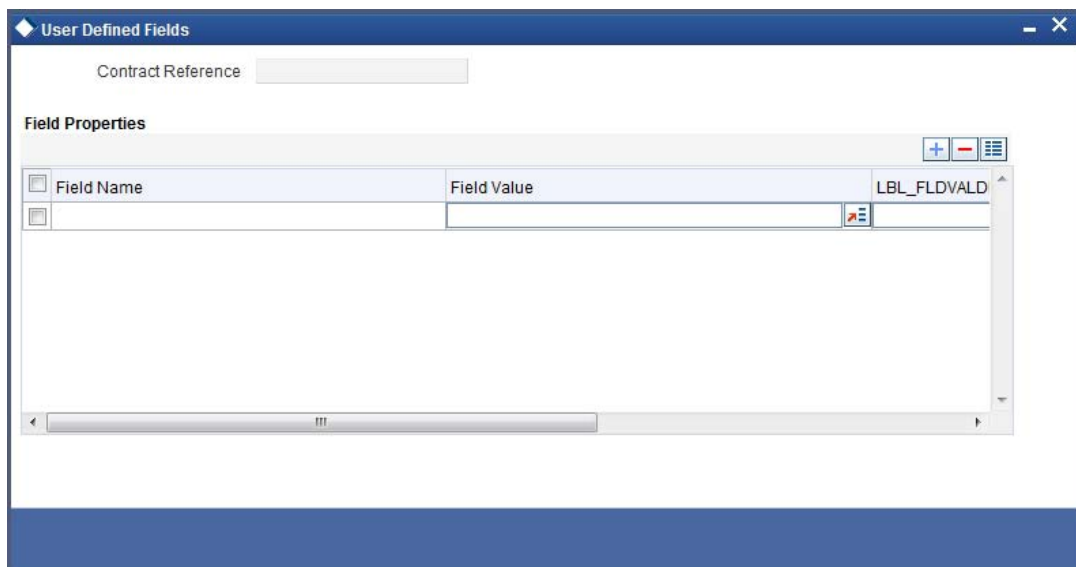 User Defined Fields
Contract Reference
Field Properties
Field Name Field Value LBL_FLDVALD